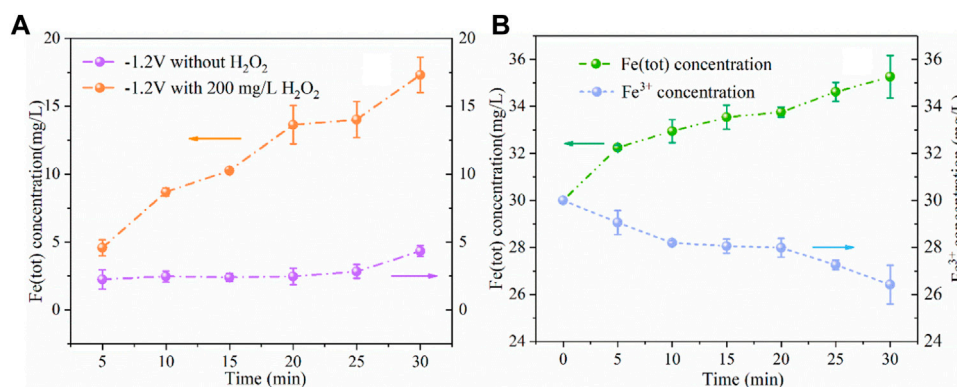 A
-1.2V without H₂O₂
-1.2V with 200 mg/L H₂O₂
Fe(tot) concentration(mg/L)
20
15
10
5
0
20
15
10
5
0
5 10 15 20 25 30
Time (min)
B
Fe(tot) concentration
Fe³⁺ concentration
Fe(tot) concentration(mg/L)
36
34
32
30
28
26
24
36
34
32
30
28
26
24
Fe³⁺ concentration (mg/L)
0 5 10 15 20 25 30
Time (min)